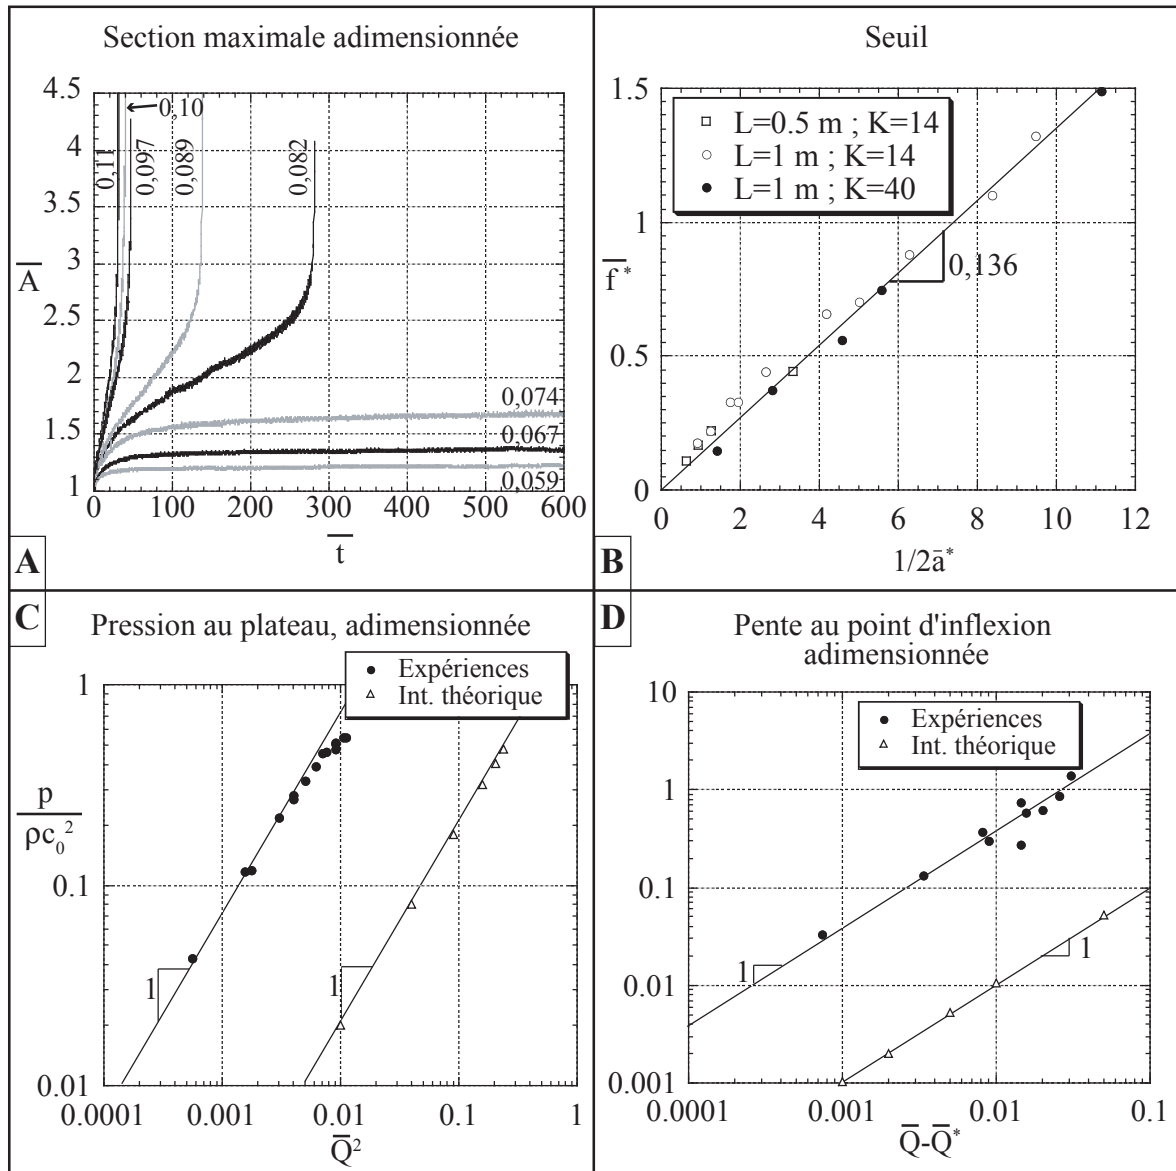 Section maximale adimensionnée
4.5
4
3.5
3
2.5
2
1.5
1
A
0,11
0,10
0,097
0,089
0,082
0,074
0,067
0,059
0 100 200 300 400 500 600
t
A
Seuil
1.5
1
0.5
0
f*
L=0.5 m ; K=14
L=1 m ; K=14
L=1 m ; K=40
0,136
0 2 4 6 8 10 12
1/2a*
B
C
Pression au plateau, adimensionnée
Expériences
Int. théorique
1
0.1
0.01
p
ρc₀²
1
1
0.0001 0.001 0.01 0.1 1
Q²
D
Pente au point d'inflexion
adimensionnée
Expériences
Int. théorique
10
1
0.1
0.01
0.001
1
1
0.0001 0.001 0.01 0.1
Q-Q*